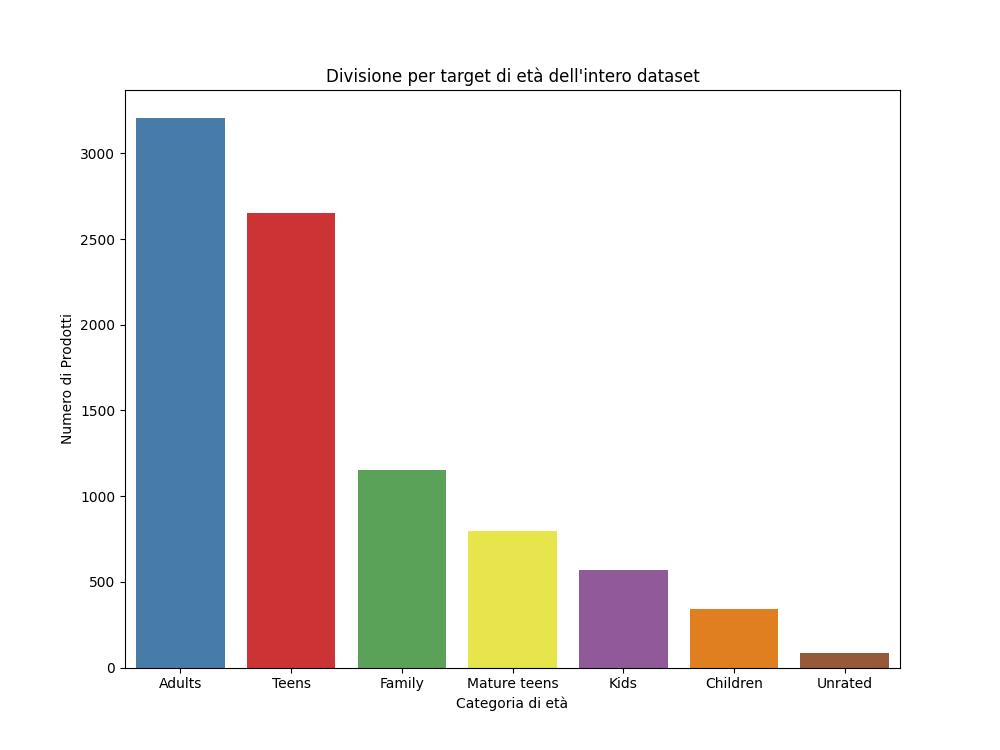 Divisione per target di età dell'intero dataset
Numero di Prodotti
3000
2500
2000
1500
1000
500
0
Adults Teens Family Mature teens Kids Children Unrated
Categoria di età